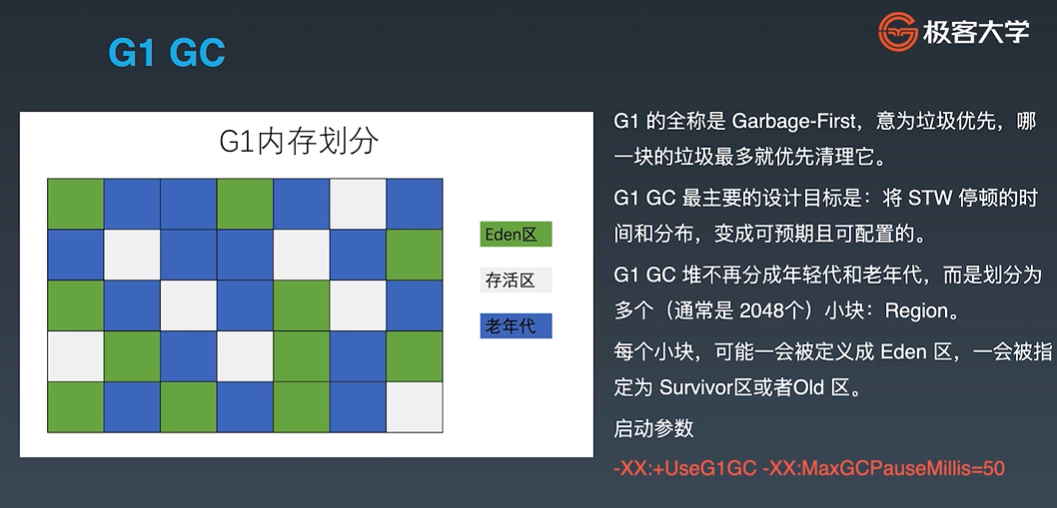 G1 GC
极客大学
G1内存划分
Eden区
存活区
老年代
G1 的全称是 Garbage-First，意为垃圾优先，哪
一块的垃圾最多就优先清理它。
G1 GC 最主要的设计目标是：将 STW 停顿的时
间和分布，变成可预期且可配置的。
G1 GC 堆不再分成年轻代和老年代，而是划分为
多个（通常是 2048个）小块：Region。
每个小块，可能一会被定义成 Eden 区，一会被指
定为 Survivor区或者Old 区。
启动参数
-XX:+UseG1GC -XX:MaxGCPauseMillis=50